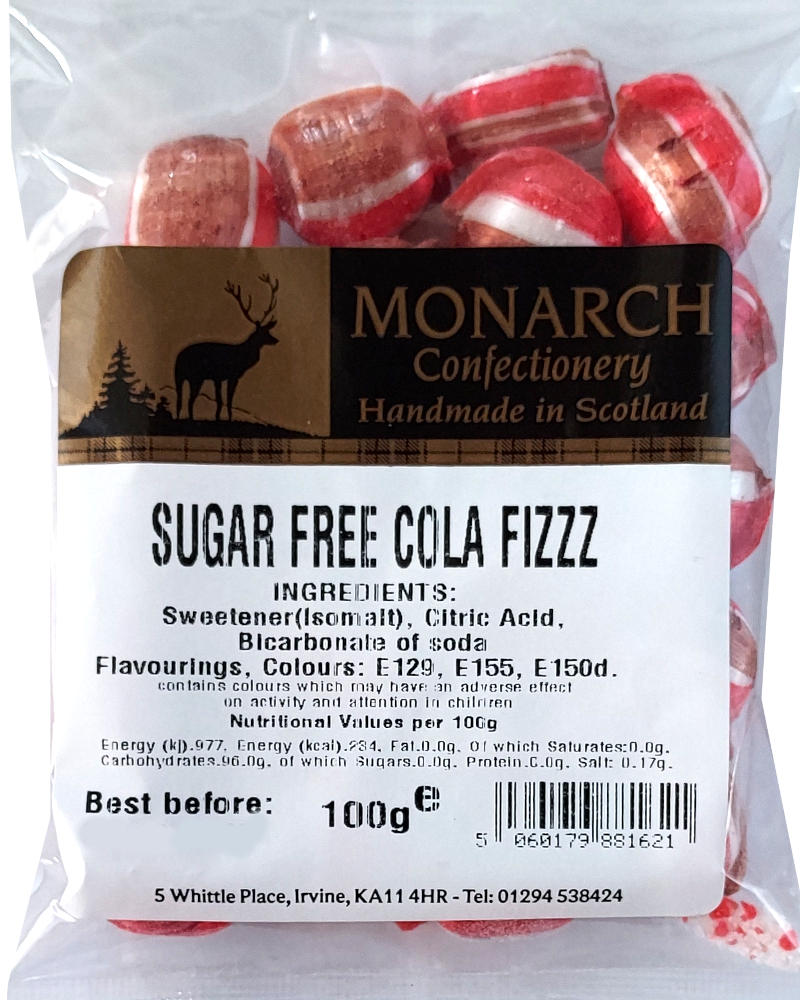 MONARCH
Confectionery
Handmade in Scotland
SUGAR FREE COLA FIZZZ
INGREDIENTS:
Sweetener(Isomalt), Citric Acid,
Bicarbonate of soda
Flavourings, Colours: E129, E155, E150d.
contains colours which may have an adverse effect
on activity and attention in children
Nutritional Values per 100g
Energy (kj).977. Energy (kcal).234. Fat.0.0g. Of which Saturates:0.0g.
Carbohydrates.96.0g. of which Sugars.0.0g. Protein.0.0g. Salt: 0.17g.
Best before: 100g℮
5 060179 881621
5 Whittle Place, Irvine, KA11 4HR - Tel: 01294 538424